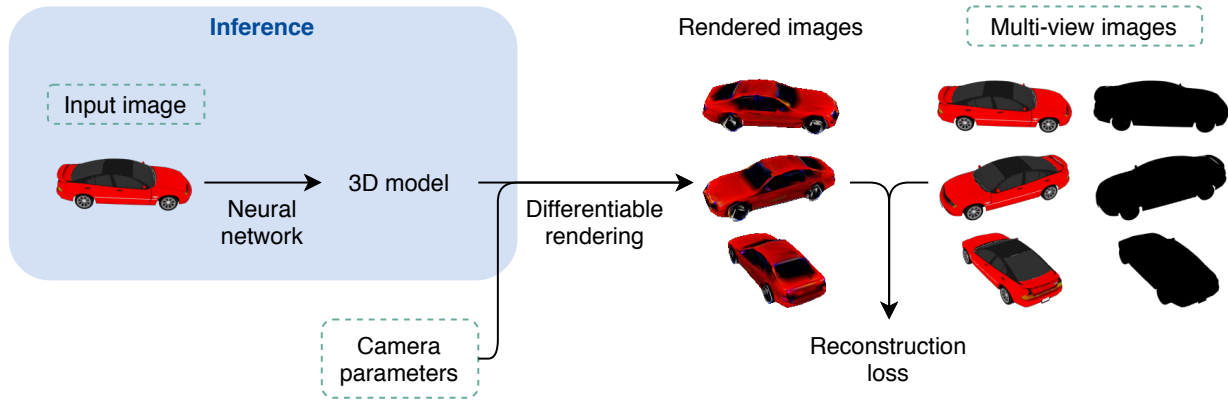 Inference
Input image
Neural
network
3D model
Camera
parameters
Differentiable
rendering
Rendered images
Multi-view images
Reconstruction
loss